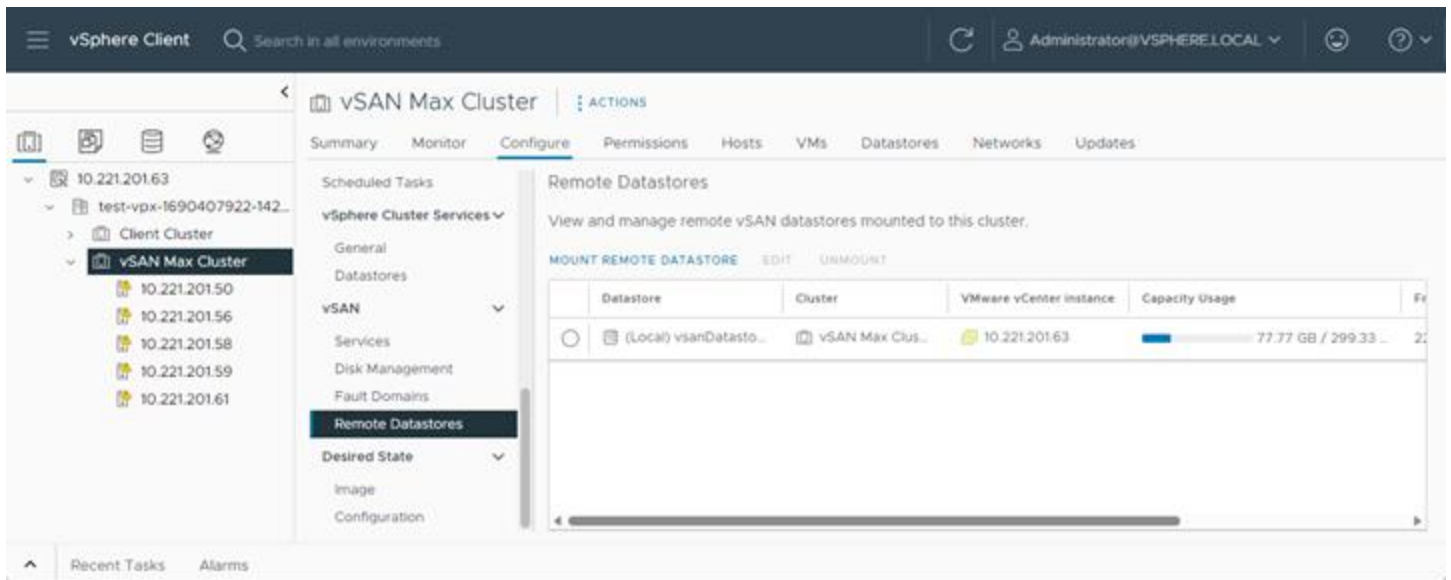 vSphere Client Search in all environments Administrator@VSPHERE.LOCAL
vSAN Max Cluster ACTIONS
Summary Monitor Configure Permissions Hosts VMs Datastores Networks Updates
10.221.201.63
test-vpx-1690407922-142...
Client Cluster
vSAN Max Cluster
10.221.201.50
10.221.201.56
10.221.201.58
10.221.201.59
10.221.201.61
Scheduled Tasks
vSphere Cluster Services
General
Datastores
vSAN
Services
Disk Management
Fault Domains
Remote Datastores
Desired State
Image
Configuration
Remote Datastores
View and manage remote vSAN datastores mounted to this cluster.
MOUNT REMOTE DATASTORE EDIT UNMOUNT
Datastore Cluster VMware vCenter instance Capacity Usage
(Local) vsanDatasto... vSAN Max Clus... 10.221.201.63 77.77 GB / 299.33 ...
Recent Tasks Alarms